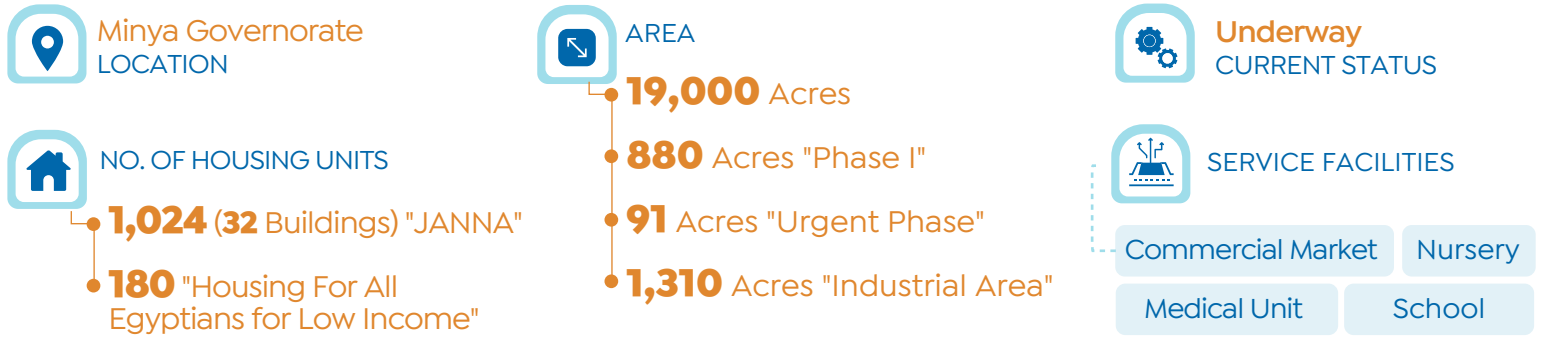 Minya Governorate
LOCATION
NO. OF HOUSING UNITS
1,024 (32 Buildings) "JANNA"
180 "Housing For All
Egyptians for Low Income"
AREA
19,000 Acres
880 Acres "Phase I"
91 Acres "Urgent Phase"
1,310 Acres "Industrial Area"
Underway
CURRENT STATUS
SERVICE FACILITIES
Commercial Market
Nursery
Medical Unit
School